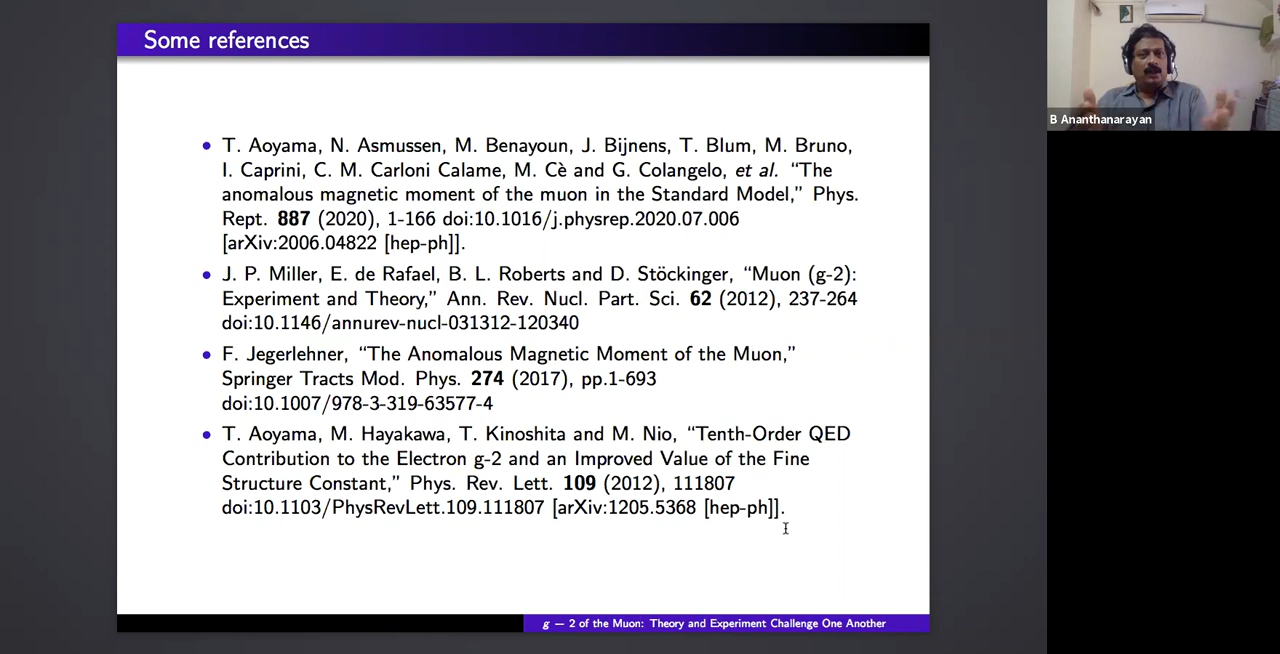 Some references
• T. Aoyama, N. Asmussen, M. Benayoun, J. Bijnens, T. Blum, M. Bruno,
I. Caprini, C. M. Carloni Calame, M. Cè and G. Colangelo, et al. “The
anomalous magnetic moment of the muon in the Standard Model,” Phys.
Rept. 887 (2020), 1-166 doi:10.1016/j.physrep.2020.07.006
[arXiv:2006.04822 [hep-ph]].
• J. P. Miller, E. de Rafael, B. L. Roberts and D. Stöckinger, “Muon (g-2):
Experiment and Theory,” Ann. Rev. Nucl. Part. Sci. 62 (2012), 237-264
doi:10.1146/annurev-nucl-031312-120340
• F. Jegerlehner, “The Anomalous Magnetic Moment of the Muon,”
Springer Tracts Mod. Phys. 274 (2017), pp.1-693
doi:10.1007/978-3-319-63577-4
• T. Aoyama, M. Hayakawa, T. Kinoshita and M. Nio, “Tenth-Order QED
Contribution to the Electron g-2 and an Improved Value of the Fine
Structure Constant,” Phys. Rev. Lett. 109 (2012), 111807
doi:10.1103/PhysRevLett.109.111807 [arXiv:1205.5368 [hep-ph]].
g — 2 of the Muon: Theory and Experiment Challenge One Another
B Ananthanarayan